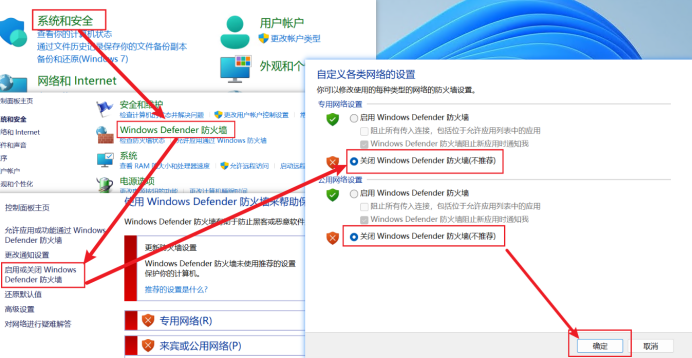 系统和安全
查看你的计算机状态
通过文件历史记录保存你的文件备份副本
备份和还原(Windows 7)
网络和 Internet
用户帐户
更改帐户类型
外观和个
控制面板主页
系统和安全
网络和 Internet
硬件和声音
程序
用户帐户
外观和个性化
安全和维护
检查计算机的状态并解决问题
更改用户帐户控制设置
Windows Defender 防火墙
检查防火墙状态
允许应用通过 Windows 防火墙
系统
查看 RAM 的大小和处理器速度
允许远程访问
启动远程
电源选项
更改计算机睡眠时间
控制面板主页
允许应用或功能通过 Windows
Defender 防火墙
更改通知设置
启用或关闭 Windows
Defender 防火墙
还原默认值
高级设置
对网络进行疑难解答
使用 Windows Defender 防火墙来帮助保
Windows Defender 防火墙有助于防止黑客或恶意软件
更新防火墙设置
Windows Defender 防火墙未使用推荐的设置
保护你的计算机。
推荐的设置是什么?
专用网络(R)
来宾或公用网络(P)
自定义各类网络的设置
你可以修改使用的每种类型的网络的防火墙设置。
专用网络设置
启用 Windows Defender 防火墙
阻止所有传入连接，包括位于允许应用列表中的应用
Windows Defender 防火墙阻止新应用时通知我
关闭 Windows Defender 防火墙(不推荐)
公用网络设置
启用 Windows Defender 防火墙
阻止所有传入连接，包括位于允许应用列表中的应用
Windows Defender 防火墙阻止新应用时通知我
关闭 Windows Defender 防火墙(不推荐)
确定
取消